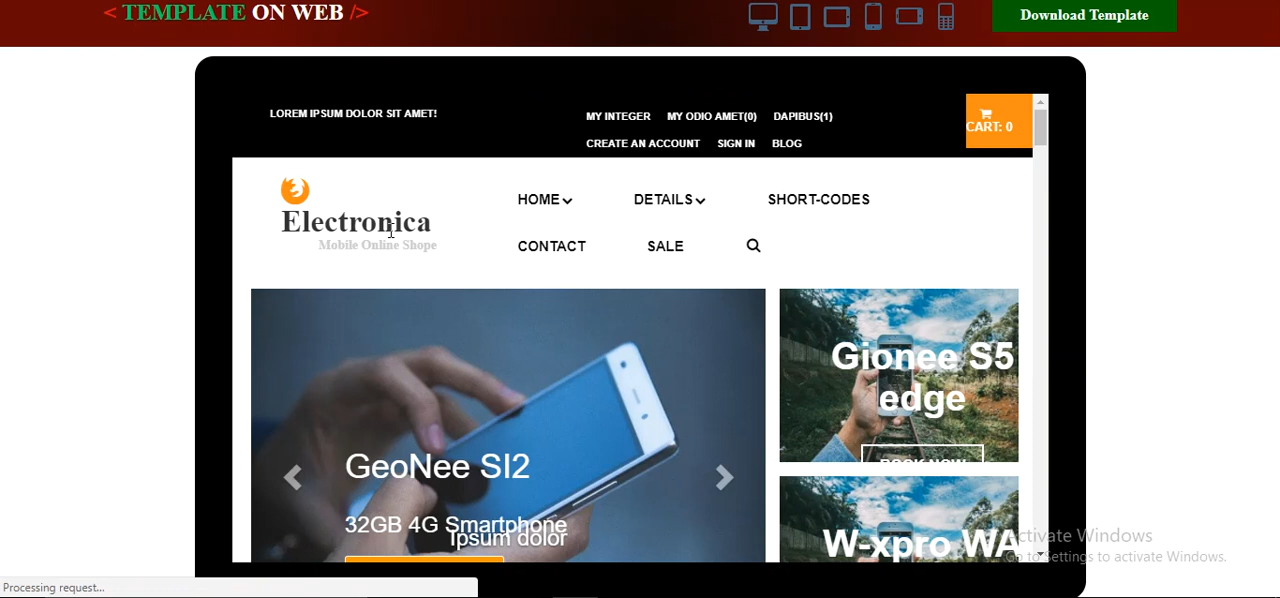 < TEMPLATE ON WEB />
Download Template
LOREM IPSUM DOLOR SIT AMET!
MY INTEGER MY ODIO AMET(0) DAPIBUS(1)
CREATE AN ACCOUNT SIGN IN BLOG
CART: 0
Electronica
Mobile Online Shope
HOME DETAILS SHORT-CODES
CONTACT SALE
GeoNee SI2
32GB 4G Smartphone
Ipsum dolor
Gionee S5
edge
BOOK NOW
W-xpro WA
Activate Windows
Go to Settings to activate Windows.
Processing request...